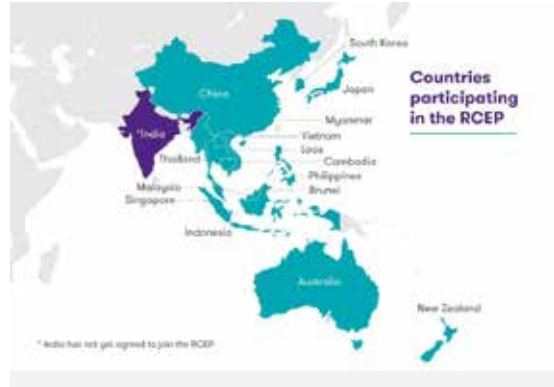 South Korea
Countries
participating
in the RCEP
China
Japan
Myanmar
*India
Vietnam
Laos
Thailand
Cambodia
Philippines
Malaysia
Brunei
Singapore
Indonesia
Australia
New Zealand
* India has not yet agreed to join the RCEP